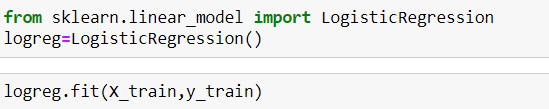 from sklearn.linear_model import LogisticRegression
logreg=LogisticRegression()
logreg.fit(X_train,y_train)